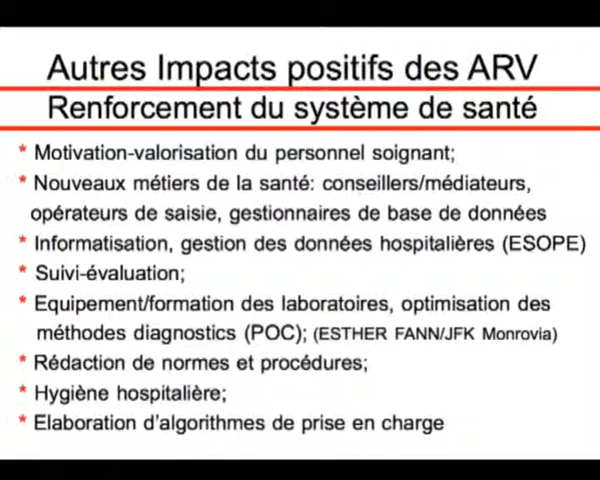 Autres Impacts positifs des ARV
Renforcement du système de santé
* Motivation-valorisation du personnel soignant;
* Nouveaux métiers de la santé: conseillers/médiateurs,
opérateurs de saisie, gestionnaires de base de données
* Informatisation, gestion des données hospitalières (ESOPE)
* Suivi-évaluation;
* Equipement/formation des laboratoires, optimisation des
méthodes diagnostics (POC); (ESTHER FANN/JFK Monrovia)
* Rédaction de normes et procédures;
* Hygiène hospitalière;
* Elaboration d'algorithmes de prise en charge